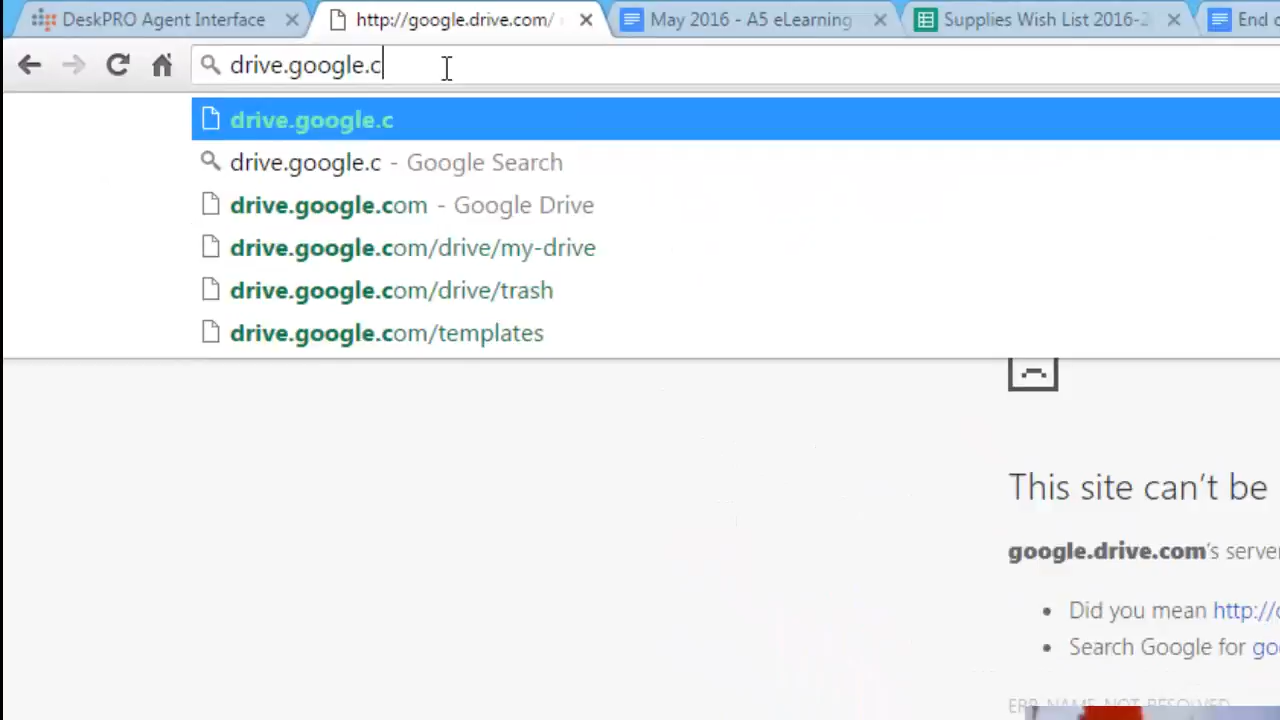 DeskPRO Agent Interface
http://google.drive.com/
May 2016 - A5 eLearning
Supplies Wish List 2016-2
End
drive.google.c
drive.google.c
drive.google.c - Google Search
drive.google.com - Google Drive
drive.google.com/drive/my-drive
drive.google.com/drive/trash
drive.google.com/templates
This site can't be
google.drive.com's serve
Did you mean http://
Search Google for go
ERR_NAME_NOT_RESOLVED